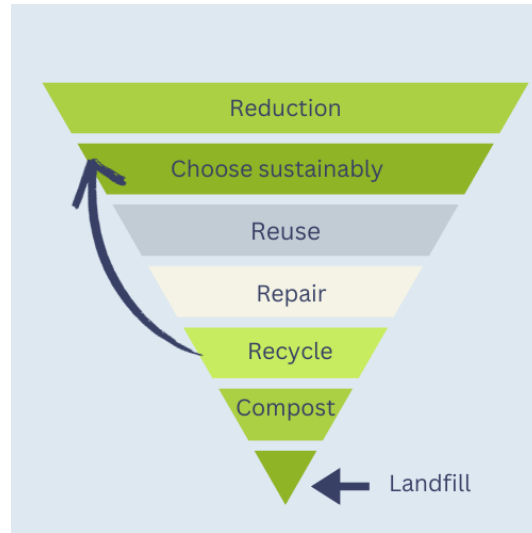 Reduction
Choose sustainably
Reuse
Repair
Recycle
Compost
Landfill